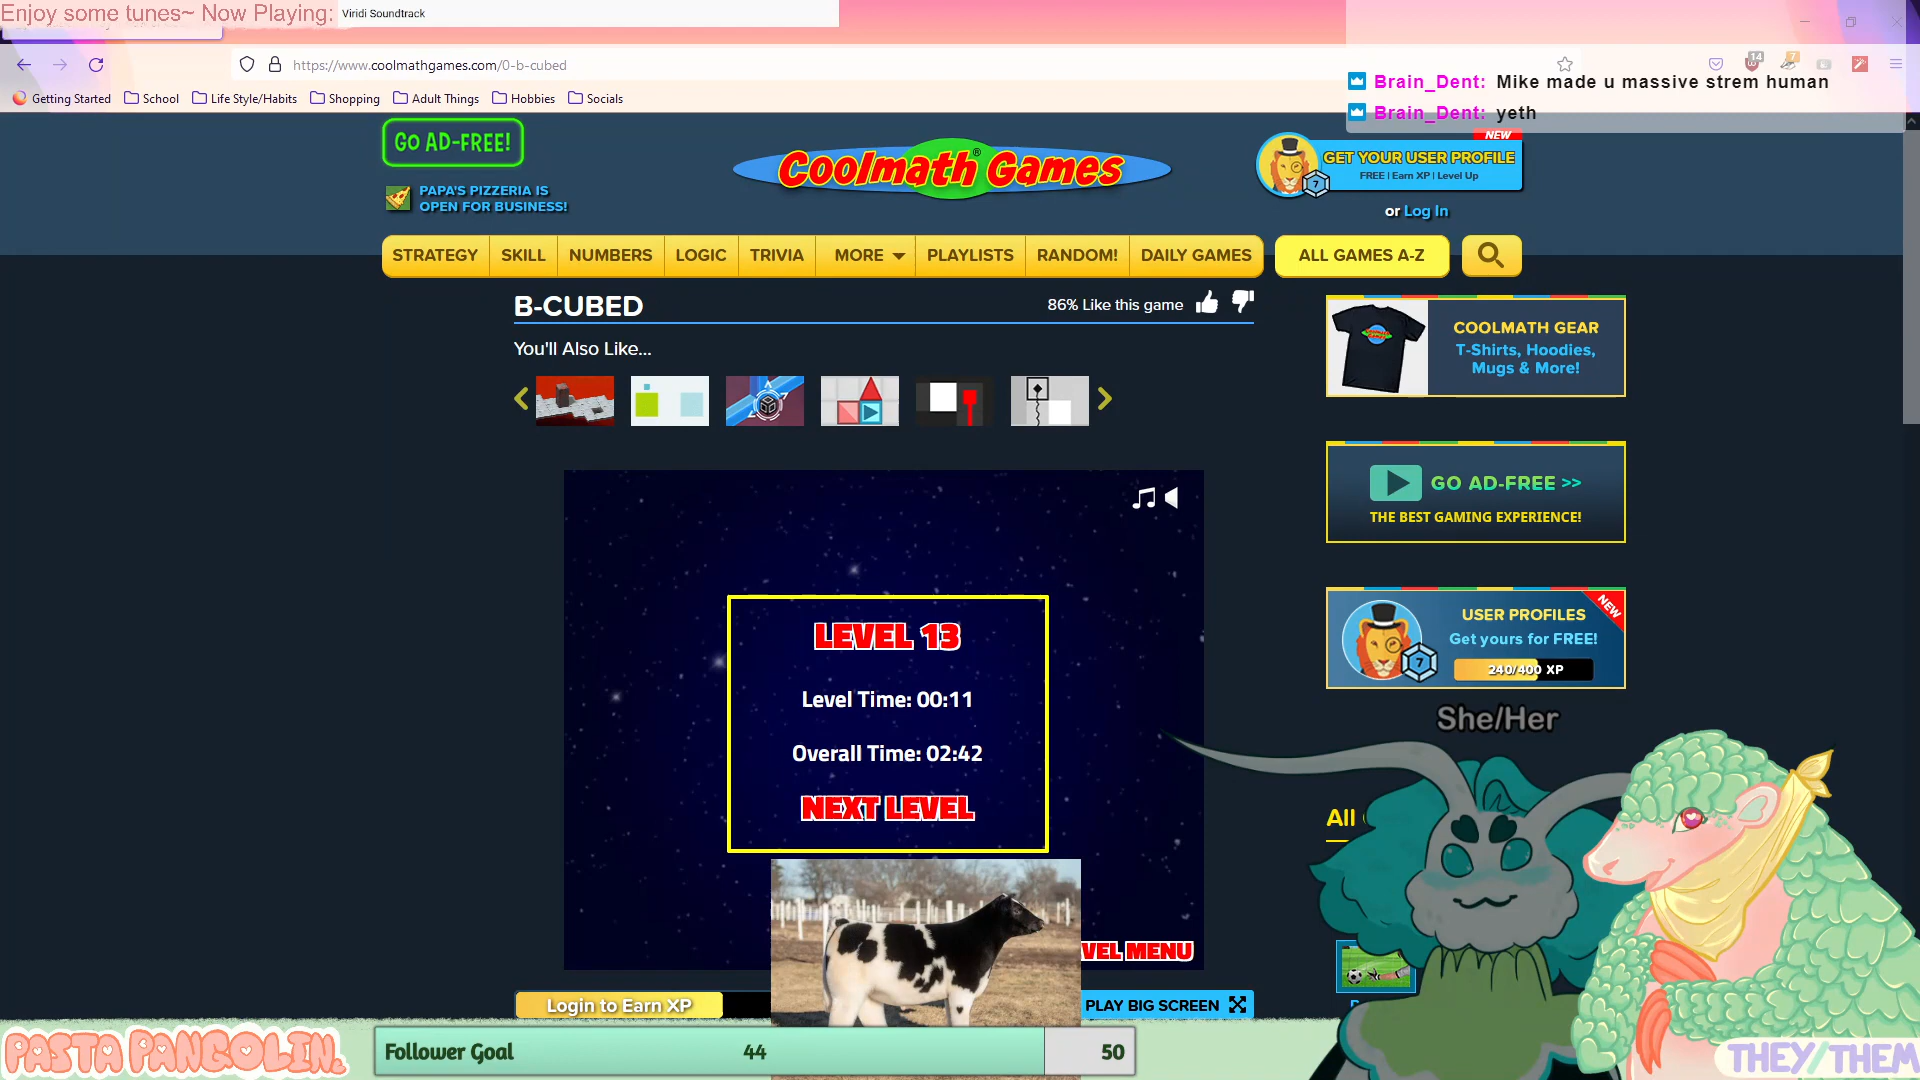 Enjoy some tunes~ Now Playing: Viridi Soundtrack
https://www.coolmathgames.com/0-b-cubed
14
7
Brain_Dent: Mike made u massive strem human
Brain_Dent: yeth
Getting Started School Life Style/Habits Shopping Adult Things Hobbies Socials
GO AD-FREE!
PAPA'S PIZZERIA IS
OPEN FOR BUSINESS!
Coolmath Games®
NEW
GET YOUR USER PROFILE
FREE | Earn XP | Level Up
7
or Log In
STRATEGY SKILL NUMBERS LOGIC TRIVIA MORE PLAYLISTS RANDOM! DAILY GAMES ALL GAMES A-Z
B-CUBED
86% Like this game
You'll Also Like...
COOLMATH GEAR
T-Shirts, Hoodies,
Mugs & More!
GO AD-FREE >>
THE BEST GAMING EXPERIENCE!
NEW
USER PROFILES
Get yours for FREE!
7
240/400 XP
LEVEL 13
Level Time: 00:11
Overall Time: 02:42
NEXT LEVEL
VEL MENU
She/Her
All
Login to Earn XP
PLAY BIG SCREEN
PASTA PANGOLIN.
Follower Goal 44 50
THEY/THEM